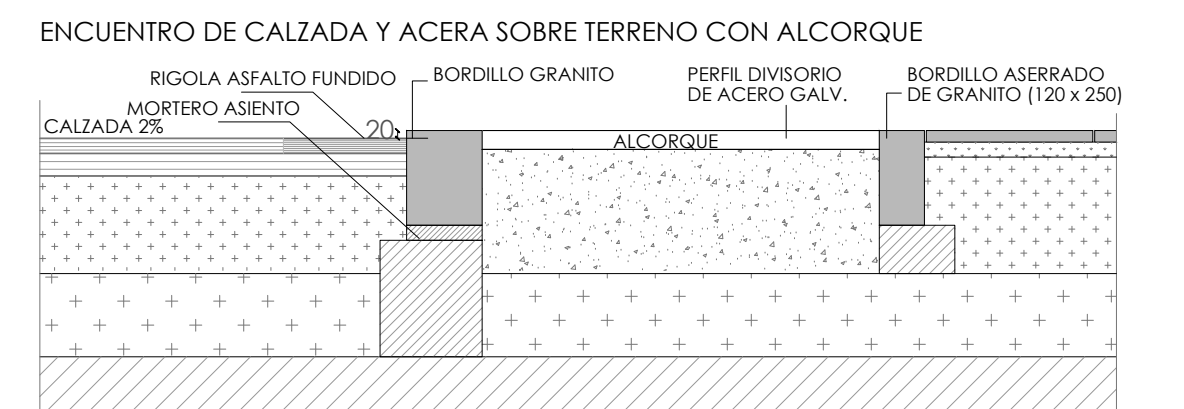 ENCUENTRO DE CALZADA Y ACERA SOBRE TERRENO CON ALCORQUE
RIGOLA ASFALTO FUNDIDO
BORDILLO GRANITO
PERFIL DIVISORIO
DE ACERO GALV.
BORDILLO ASERRADO
DE GRANITO (120 x 250)
MORTERO ASIENTO
CALZADA 2%
20
ALCORQUE